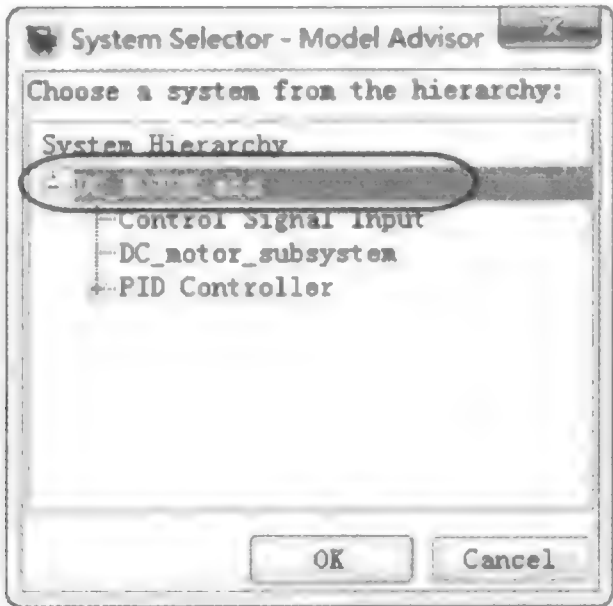 System Selector - Model Advisor
Choose a system from the hierarchy:
System Hierarchy
Control Signal Input
DC_motor_subsystem
PID Controller
OK
Cancel